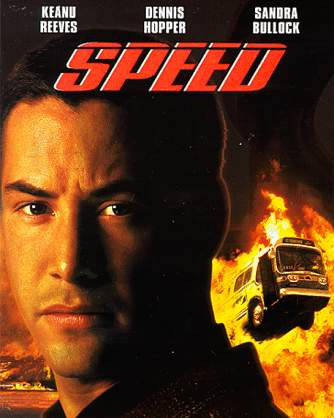 KEANU DENNIS SANDRA
REEVES HOPPER BULLOCK
SPEED